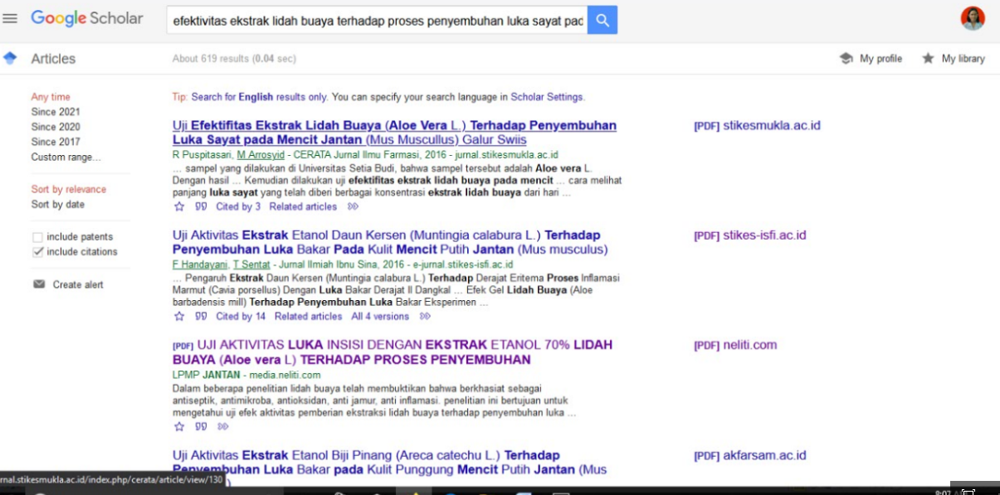 Google Scholar
efektivitas ekstrak lidah buaya terhadap proses penyembuhan luka sayat pad
Articles
About 619 results (0.04 sec)
My profile
My library
Any time
Since 2021
Since 2020
Since 2017
Custom range...
Sort by relevance
Sort by date
include patents
include citations
Create alert
Tip: Search for English results only. You can specify your search language in Scholar Settings.
Uji Efektifitas Ekstrak Lidah Buaya (Aloe Vera L.) Terhadap Penyembuhan
Luka Sayat pada Mencit Jantan (Mus Muscullus) Galur Swiis
R Puspitasari, M Arrosyid - CERATA Jurnal Ilmu Farmasi, 2016 - jurnal.stikesmukla.ac.id
... sampel yang dilakukan di Universitas Setia Budi, bahwa sampel tersebut adalah Aloe vera L.
Dengan hasil ... Kemudian dilakukan uji efektifitas ekstrak lidah buaya pada mencit ... cara melihat
panjang luka sayat yang telah diberi berbagai konsentrasi ekstrak lidah buaya dari hari ...
Cited by 3 Related articles
[PDF] stikesmukla.ac.id
Uji Aktivitas Ekstrak Etanol Daun Kersen (Muntingia calabura L.) Terhadap
Penyembuhan Luka Bakar Pada Kulit Mencit Putih Jantan (Mus musculus)
F Handayani, T Sentat - Jurnal Ilmiah Ibnu Sina, 2016 - e-jurnal.stikes-isfi.ac.id
... Pengaruh Ekstrak Daun Kersen (Muntingia calabura L.) Terhadap Derajat Eritema Proses Inflamasi
Marmut (Cavia porsellus) Dengan Luka Bakar Derajat II Dangkal ... Efek Gel Lidah Buaya (Aloe
barbadensis mill) Terhadap Penyembuhan Luka Bakar Eksperimen ...
Cited by 14 Related articles All 4 versions
[PDF] stikes-isfi.ac.id
[PDF] UJI AKTIVITAS LUKA INSISI DENGAN EKSTRAK ETANOL 70% LIDAH
BUAYA (Aloe vera L) TERHADAP PROSES PENYEMBUHAN
LPMP JANTAN - media.neliti.com
Dalam beberapa penelitian lidah buaya telah membuktikan bahwa berkhasiat sebagai
antiseptik, antimikroba, antioksidan, anti jamur, anti inflamasi. penelitian ini bertujuan untuk
mengetahui uji efek aktivitas pemberian ekstraksi lidah buaya terhadap penyembuhan luka ...
[PDF] neliti.com
Uji Aktivitas Ekstrak Etanol Biji Pinang (Areca catechu L.) Terhadap
Penyembuhan Luka Bakar pada Kulit Punggung Mencit Putih Jantan (Mus
[PDF] akfarsam.ac.id
rnal.stikesmukla.ac.id/index.php/cerata/article/view/130